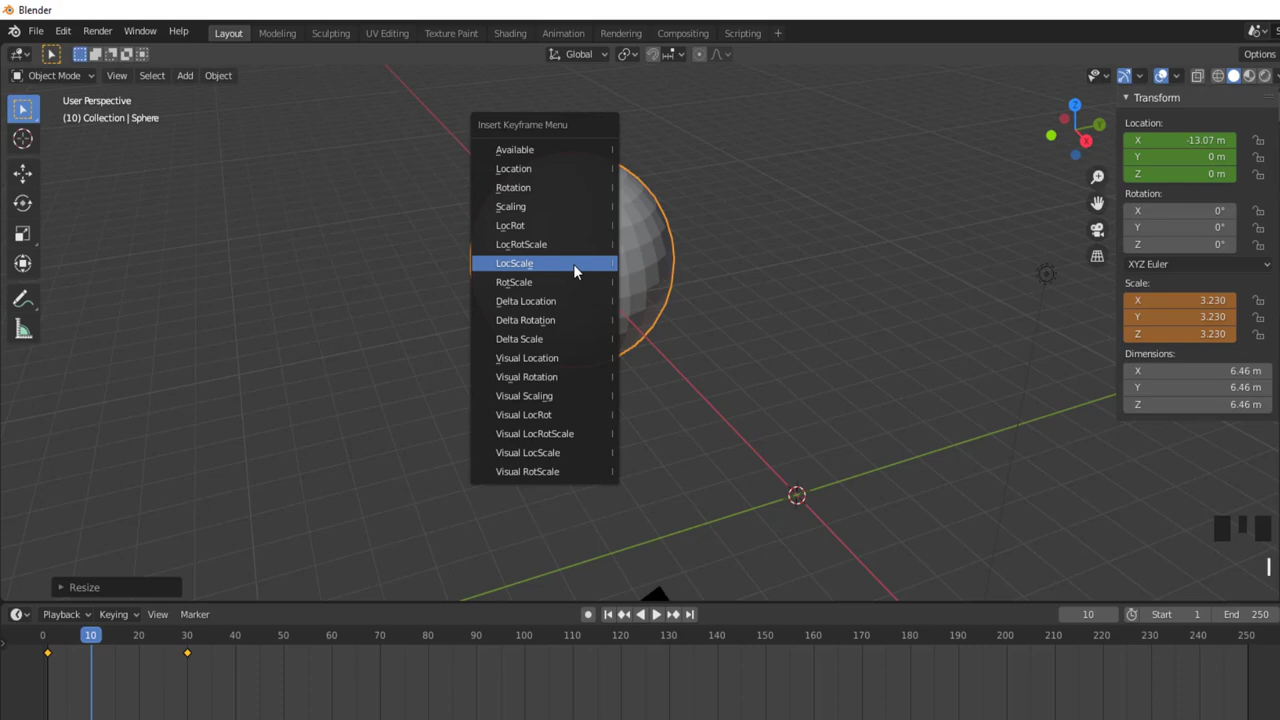 Blender
File Edit Render Window Help Layout Modeling Sculpting UV Editing Texture Paint Shading Animation Rendering Compositing Scripting +
Global Options
Object Mode View Select Add Object
User Perspective
(10) Collection | Sphere
Insert Keyframe Menu
Available I
Location I
Rotation I
Scaling I
LocRot I
LocRotScale I
LocScale I
RotScale I
Delta Location I
Delta Rotation I
Delta Scale I
Visual Location I
Visual Rotation I
Visual Scaling I
Visual LocRot I
Visual LocRotScale I
Visual LocScale I
Visual RotScale I
Z
Y
X
Transform
Location:
X -13.07 m
Y 0 m
Z 0 m
Rotation:
X 0°
Y 0°
Z 0°
XYZ Euler
Scale:
X 3.230
Y 3.230
Z 3.230
Dimensions:
X 6.46 m
Y 6.46 m
Z 6.46 m
I
Resize
Playback Keying View Marker 10 Start 1 End 250
0 10 20 30 40 50 60 70 80 90 100 110 120 130 140 150 160 170 180 190 200 210 220 230 240 250